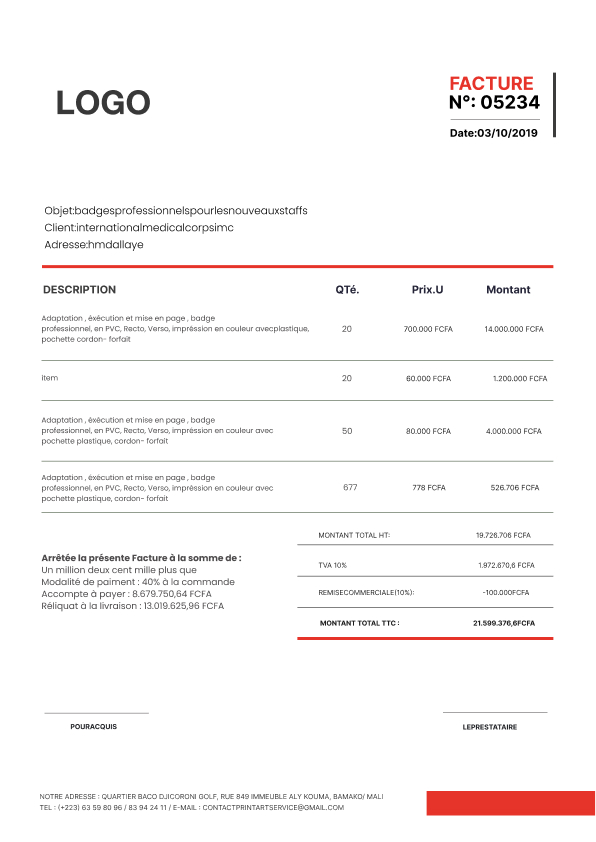 LOGO
FACTURE
N°: 05234
Date:03/10/2019
Objet:badgesprofessionnelspourlesnouveauxstaffs
Client:internationalmedicalcorpsimc
Adresse:hmdallaye
DESCRIPTION QTé. Prix.U Montant
Adaptation , éxécution et mise en page , badge
professionnel, en PVC, Recto, Verso, impréssion en couleur avecplastique, 20 700.000 FCFA 14.000.000 FCFA
pochette cordon- forfait
item 20 60.000 FCFA 1.200.000 FCFA
Adaptation , éxécution et mise en page , badge
professionnel, en PVC, Recto, Verso, impréssion en couleur avec 50 80.000 FCFA 4.000.000 FCFA
pochette plastique, cordon- forfait
Adaptation , éxécution et mise en page , badge
professionnel, en PVC, Recto, Verso, impréssion en couleur avec 677 778 FCFA 526.706 FCFA
pochette plastique, cordon- forfait
MONTANT TOTAL HT: 19.726.706 FCFA
TVA 10% 1.972.670,6 FCFA
REMISECOMMERCIALE(10%): -100.000FCFA
MONTANT TOTAL TTC : 21.599.376,6FCFA
Arrêtée la présente Facture à la somme de :
Un million deux cent mille plus que
Modalité de paiment : 40% à la commande
Accompte à payer : 8.679.750,64 FCFA
Réliquat à la livraison : 13.019.625,96 FCFA
POURACQUIS LEPRESTATAIRE
NOTRE ADRESSE : QUARTIER BACO DJICORONI GOLF, RUE 849 IMMEUBLE ALY KOUMA, BAMAKO/ MALI
TEL : (+223) 63 59 80 96 / 83 94 24 11 / E-MAIL : CONTACTPRINTARTSERVICE@GMAIL.COM